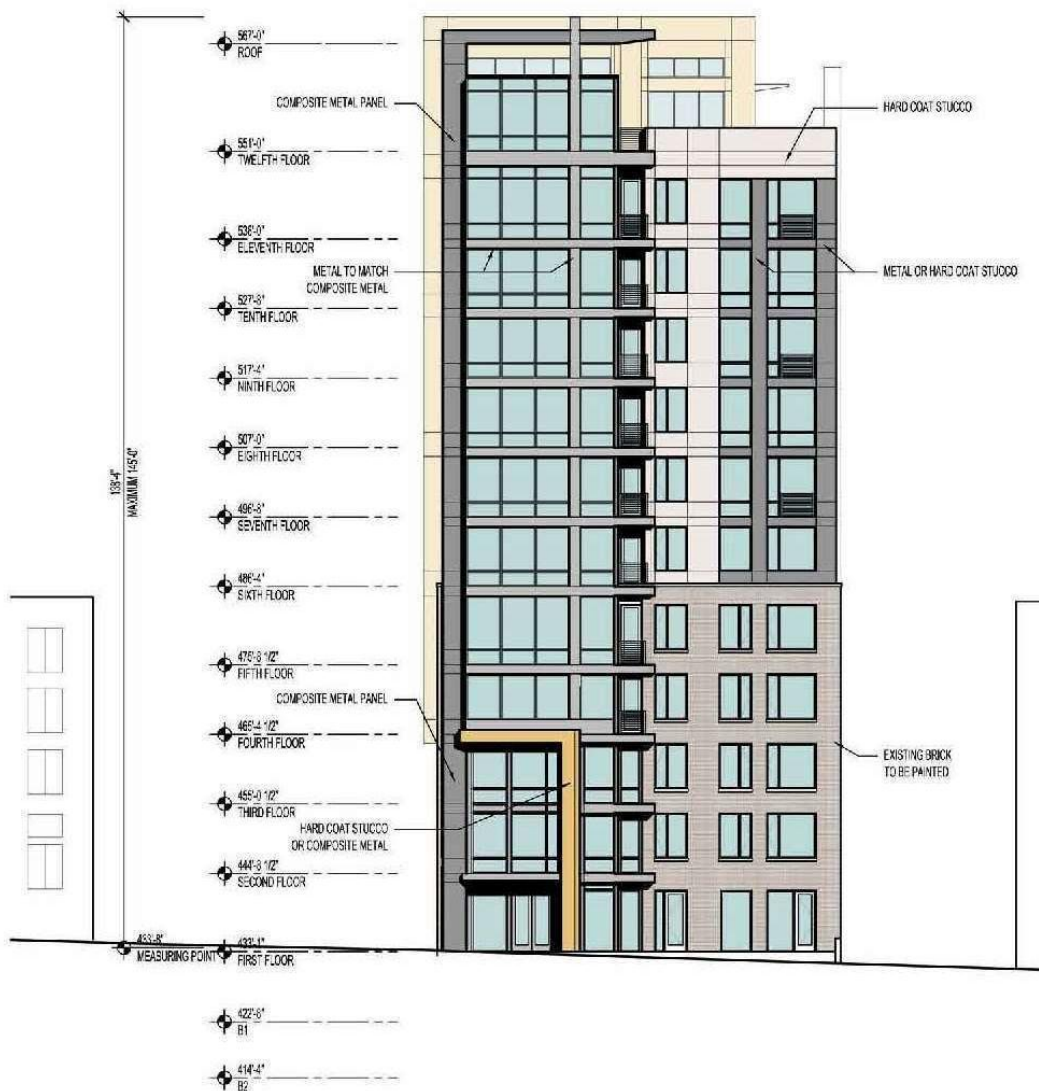 567'-0"
ROOF
COMPOSITE METAL PANEL
HARD COAT STUCCO
551'-0"
TWELFTH FLOOR
538'-0"
ELEVENTH FLOOR
METAL TO MATCH
COMPOSITE METAL
METAL OR HARD COAT STUCCO
527'-8"
TENTH FLOOR
517'-4"
NINTH FLOOR
507'-0"
EIGHTH FLOOR
MAXIMUM 145'-0"
496'-8"
SEVENTH FLOOR
486'-4"
SIXTH FLOOR
475'-8 1/2"
FIFTH FLOOR
COMPOSITE METAL PANEL
465'-4 1/2"
FOURTH FLOOR
EXISTING BRICK
TO BE PAINTED
455'-0 1/2"
THIRD FLOOR
HARD COAT STUCCO
OR COMPOSITE METAL
444'-8 1/2"
SECOND FLOOR
433'-8"
MEASURING POINT
433'-1"
FIRST FLOOR
B1
414'-4"
B2